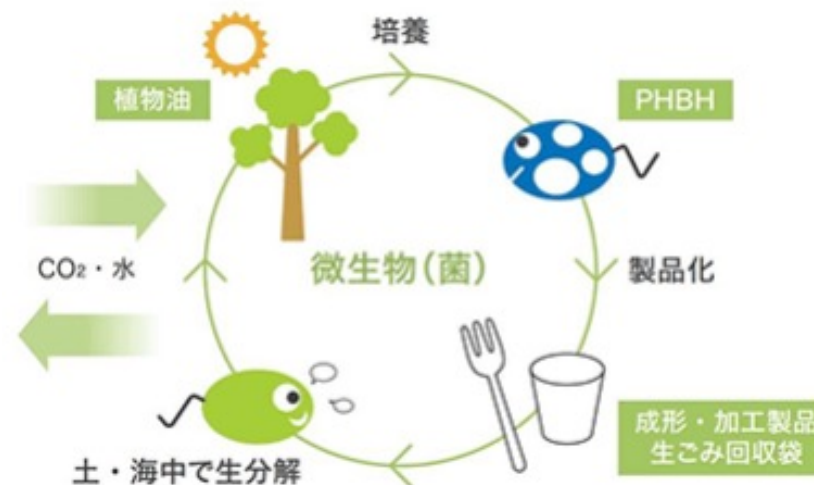 培養
植物油
PHBH
CO₂・水
微生物(菌)
製品化
成形・加工製品
生ごみ回収袋
土・海中で生分解